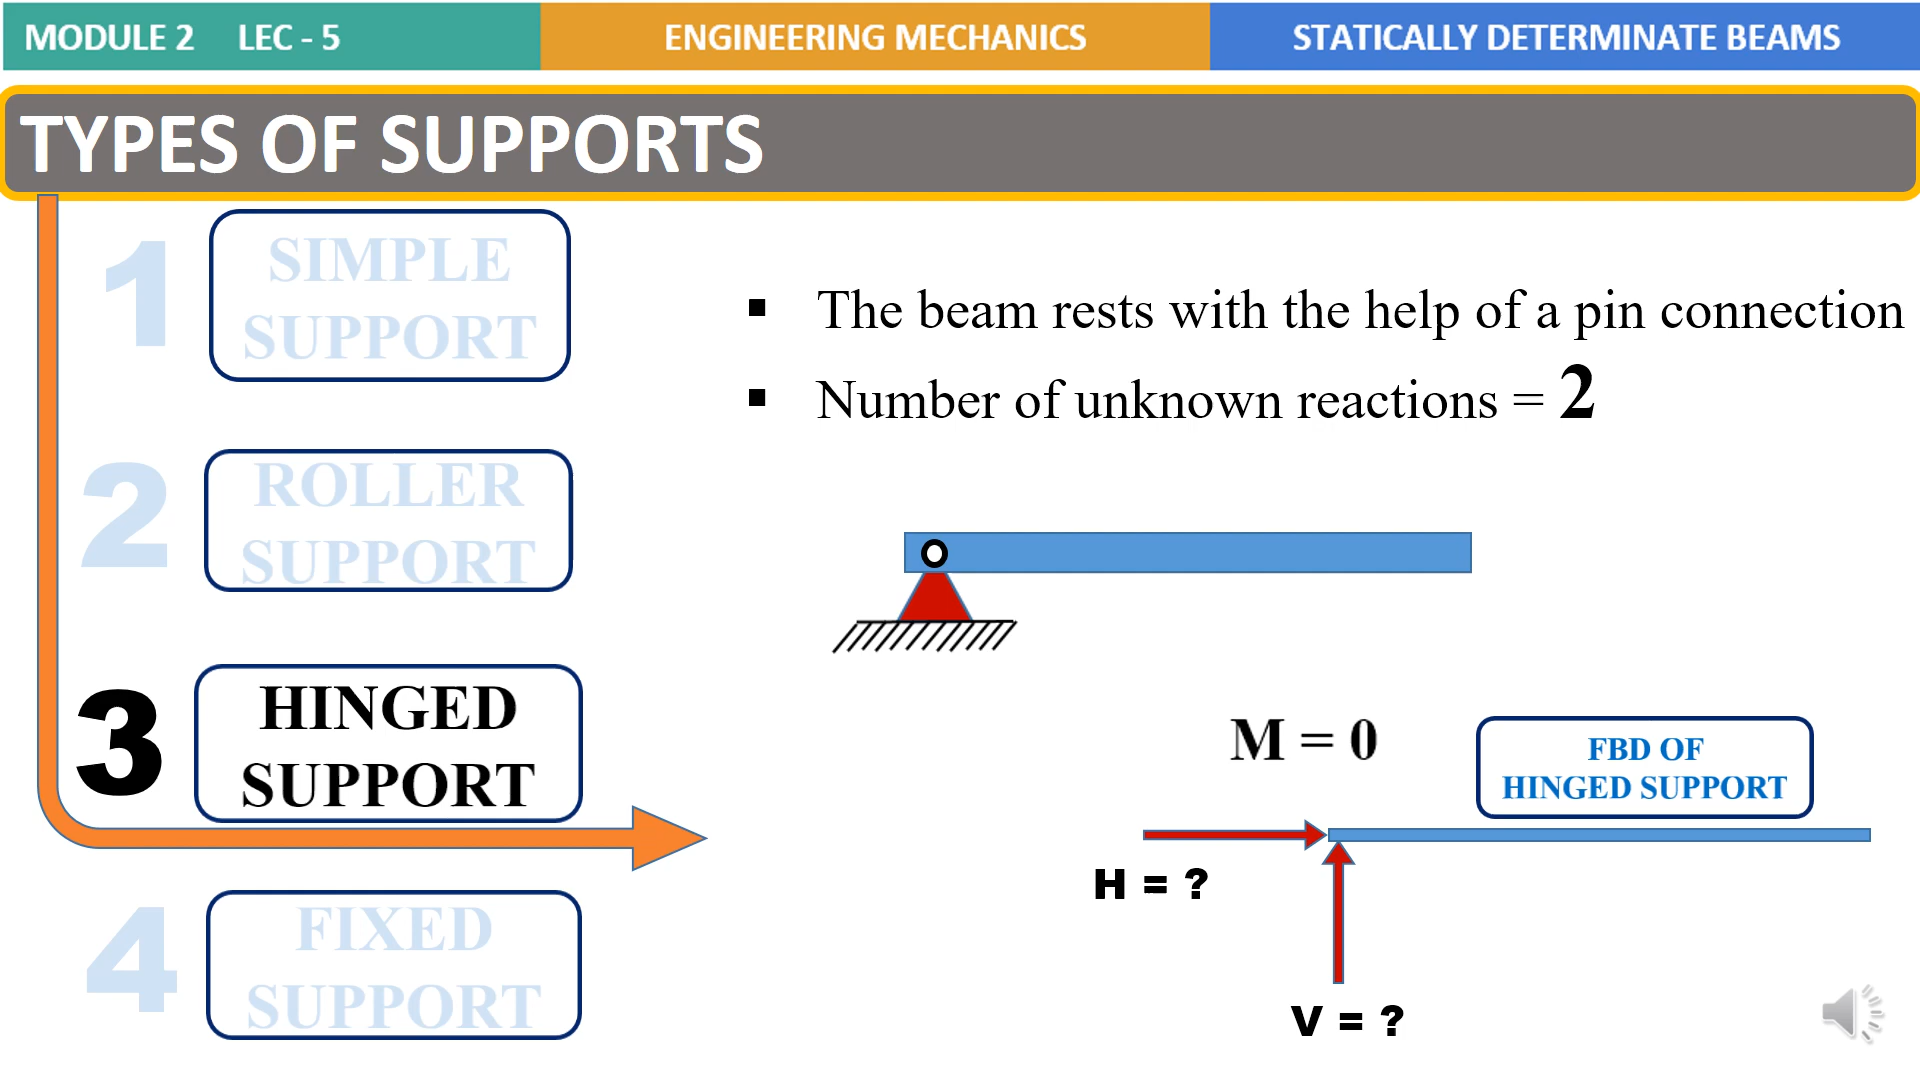 MODULE 2 LEC - 5
ENGINEERING MECHANICS
STATICALLY DETERMINATE BEAMS
TYPES OF SUPPORTS
1
SIMPLE
SUPPORT
2
ROLLER
SUPPORT
3
HINGED
SUPPORT
4
FIXED
SUPPORT
▪ The beam rests with the help of a pin connection
▪ Number of unknown reactions = 2
M = 0
FBD OF
HINGED SUPPORT
H = ?
V = ?